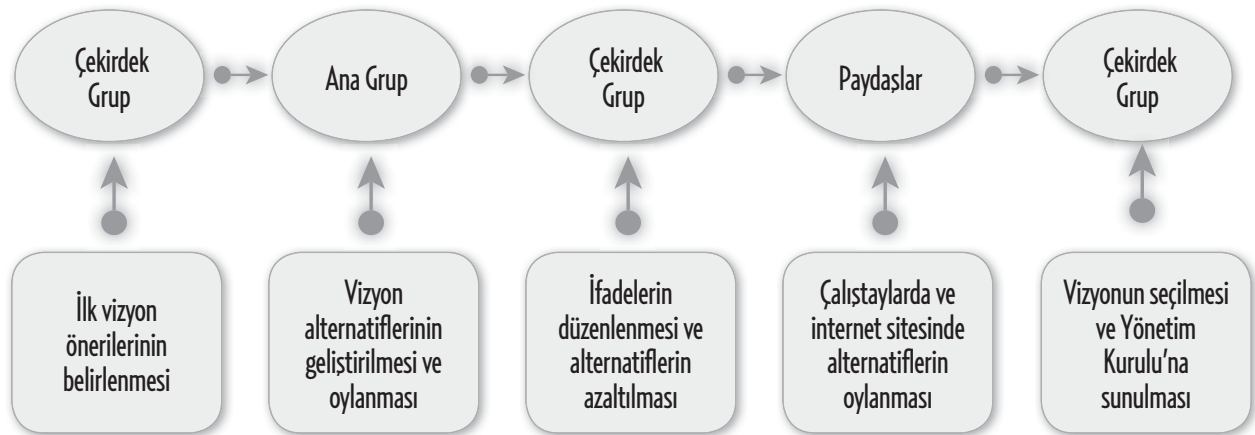 Çekirdek
Grup
Ana Grup
Çekirdek
Grup
Paydaşlar
Çekirdek
Grup
İlk vizyon
önerilerinin
belirlenmesi
Vizyon
alternatiflerinin
geliştirilmesi ve
oylanması
İfadelerin
düzenlenmesi ve
alternatiflerin
azaltılması
Çalıştaylarda ve
internet sitesinde
alternatiflerin
oylanması
Vizyonun seçilmesi
ve Yönetim
Kurulu'na
sunulması